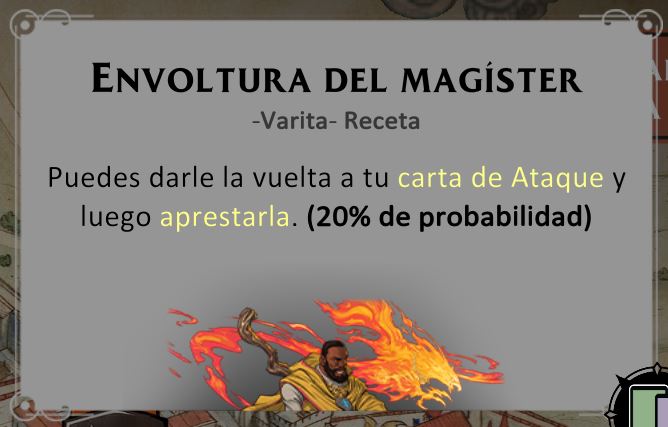 Envoltura del magíster
-Varita- Receta
Puedes darle la vuelta a tu carta de Ataque y
luego aprestarla. (20% de probabilidad)